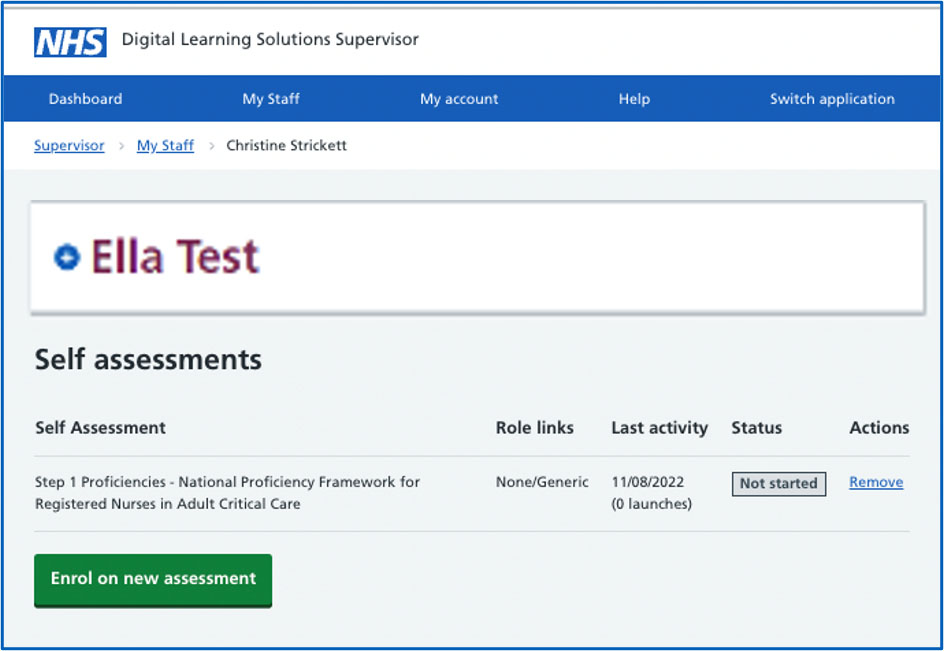 NHS Digital Learning Solutions Supervisor
Dashboard My Staff My account Help Switch application
Supervisor > My Staff > Christine Strickett
Ella Test
Self assessments
Self Assessment Role links Last activity Status Actions
Step 1 Proficiencies - National Proficiency Framework for None/Generic 11/08/2022 Not started Remove
Registered Nurses in Adult Critical Care (0 launches)
Enrol on new assessment